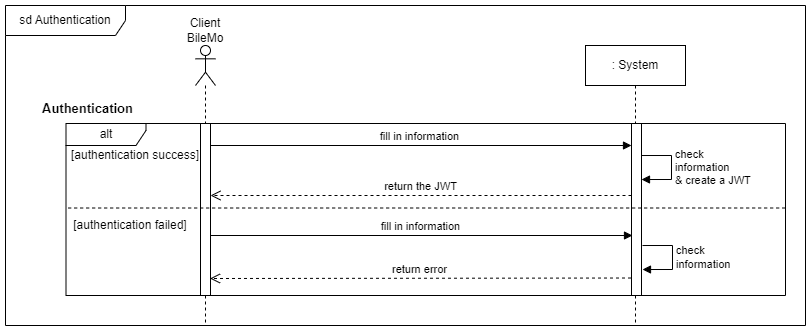 sd Authentication
Client
BileMo
: System
Authentication
alt
[authentication success]
fill in information
check
information
& create a JWT
return the JWT
[authentication failed]
fill in information
check
information
return error